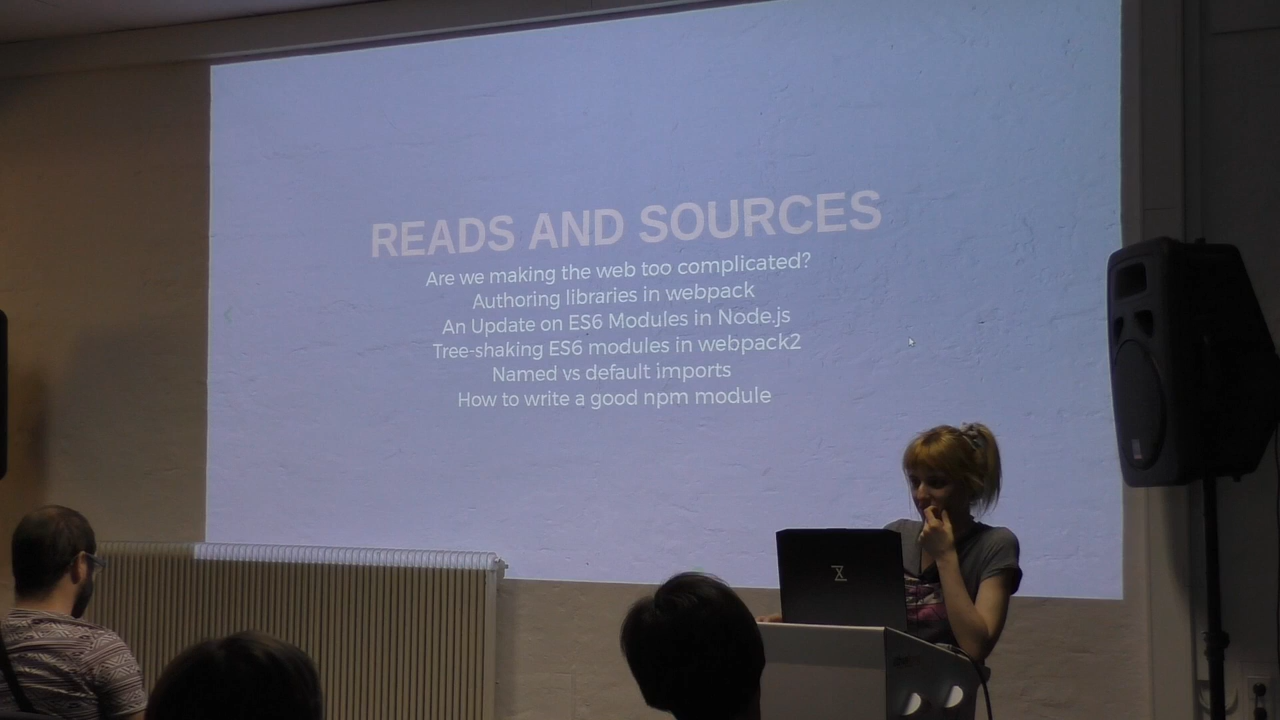 READS AND SOURCES
Are we making the web too complicated?
Authoring libraries in webpack
An Update on ES6 Modules in Node.js
Tree-shaking ES6 modules in webpack2
Named vs default imports
How to write a good npm module